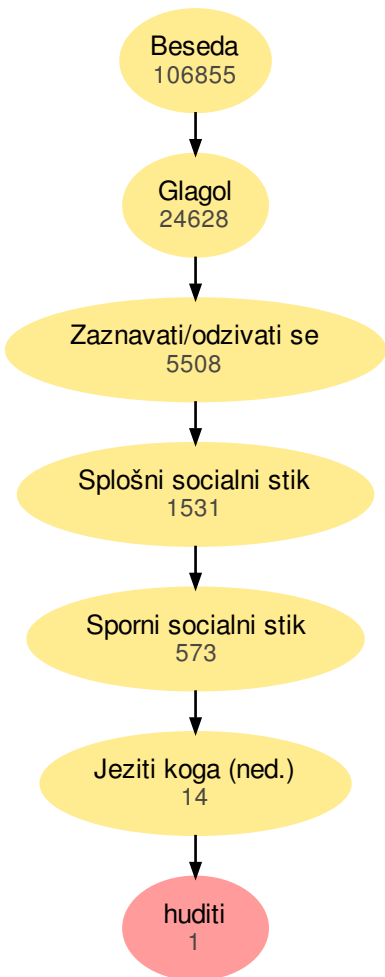 Beseda
106855
Glagol
24628
Zaznavati/odzivati se
5508
Splošni socialni stik
1531
Sporni socialni stik
573
Jeziti koga (ned.)
14
huditi
1